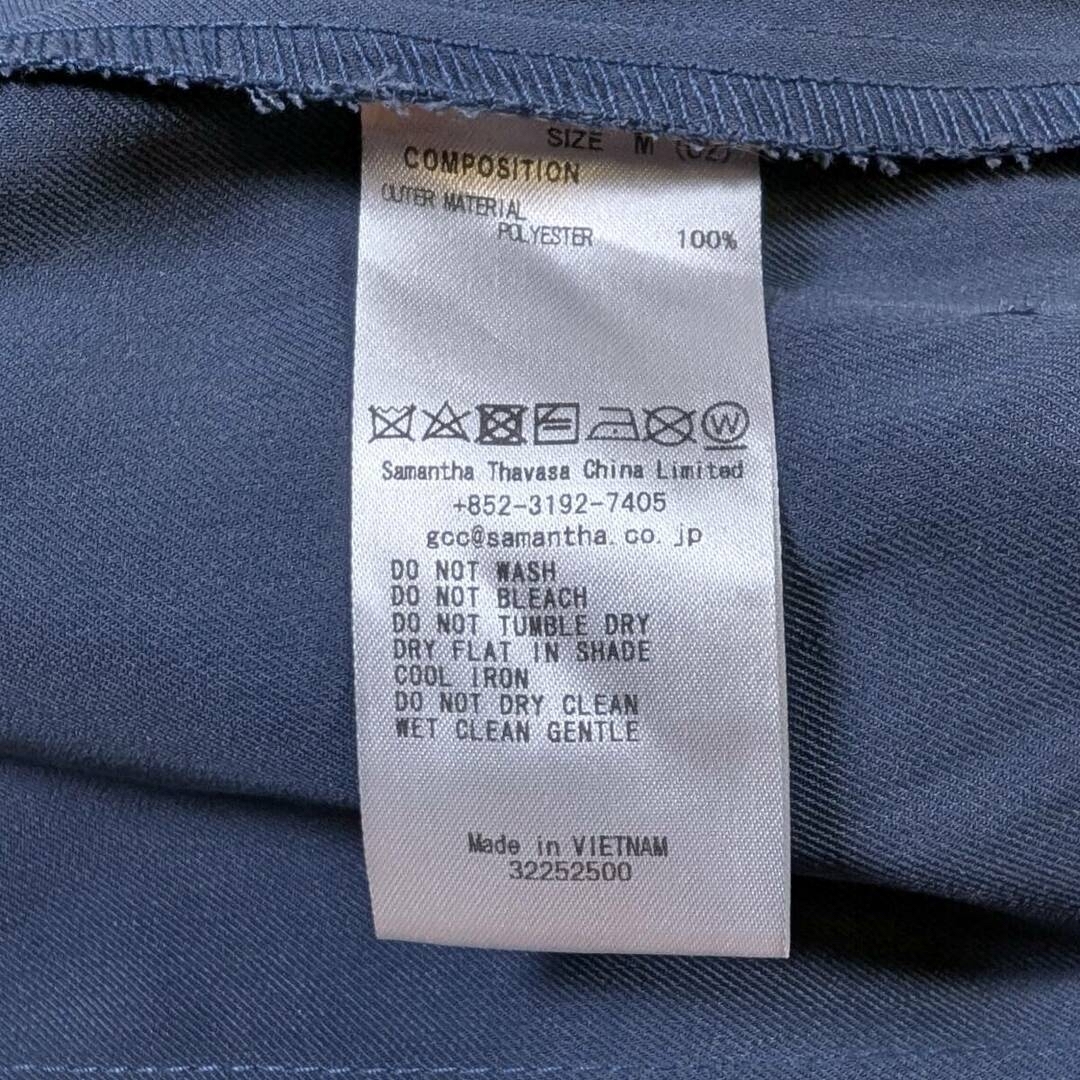 SIZE M (02)
COMPOSITION
OUTER MATERIAL
POLYESTER 100%
W
Samantha Thavasa China Limited
+852-3192-7405
gcc@samantha.co.jp
DO NOT WASH
DO NOT BLEACH
DO NOT TUMBLE DRY
DRY FLAT IN SHADE
COOL IRON
DO NOT DRY CLEAN
WET CLEAN GENTLE
Made in VIETNAM
32252500